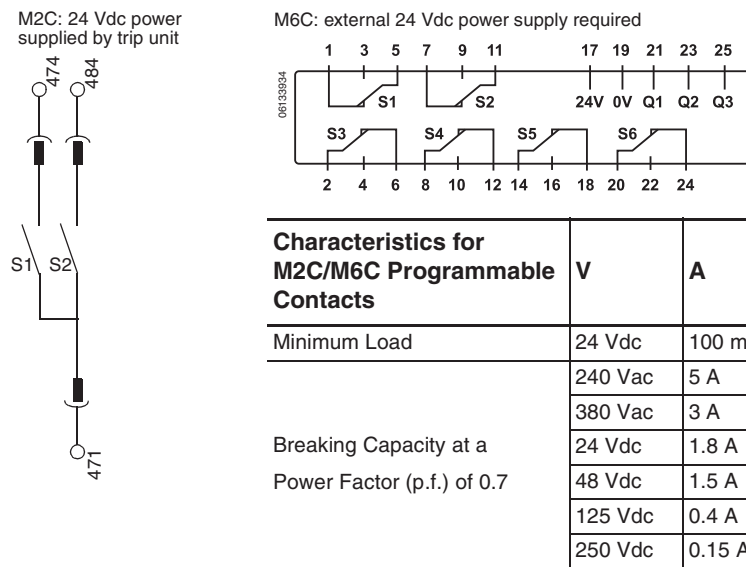 M2C: 24 Vdc power
supplied by trip unit
474
484
S1
S2
471
M6C: external 24 Vdc power supply required
1 3 5 7 9 11 17 19 21 23 25
06133934
S1 S2 24V 0V Q1 Q2 Q3
S3 S4 S5 S6
2 4 6 8 10 12 14 16 18 20 22 24
Characteristics for
M2C/M6C Programmable
Contacts
V
A
Minimum Load 24 Vdc 100 m
240 Vac 5 A
380 Vac 3 A
Breaking Capacity at a 24 Vdc 1.8 A
Power Factor (p.f.) of 0.7 48 Vdc 1.5 A
125 Vdc 0.4 A
250 Vdc 0.15 A